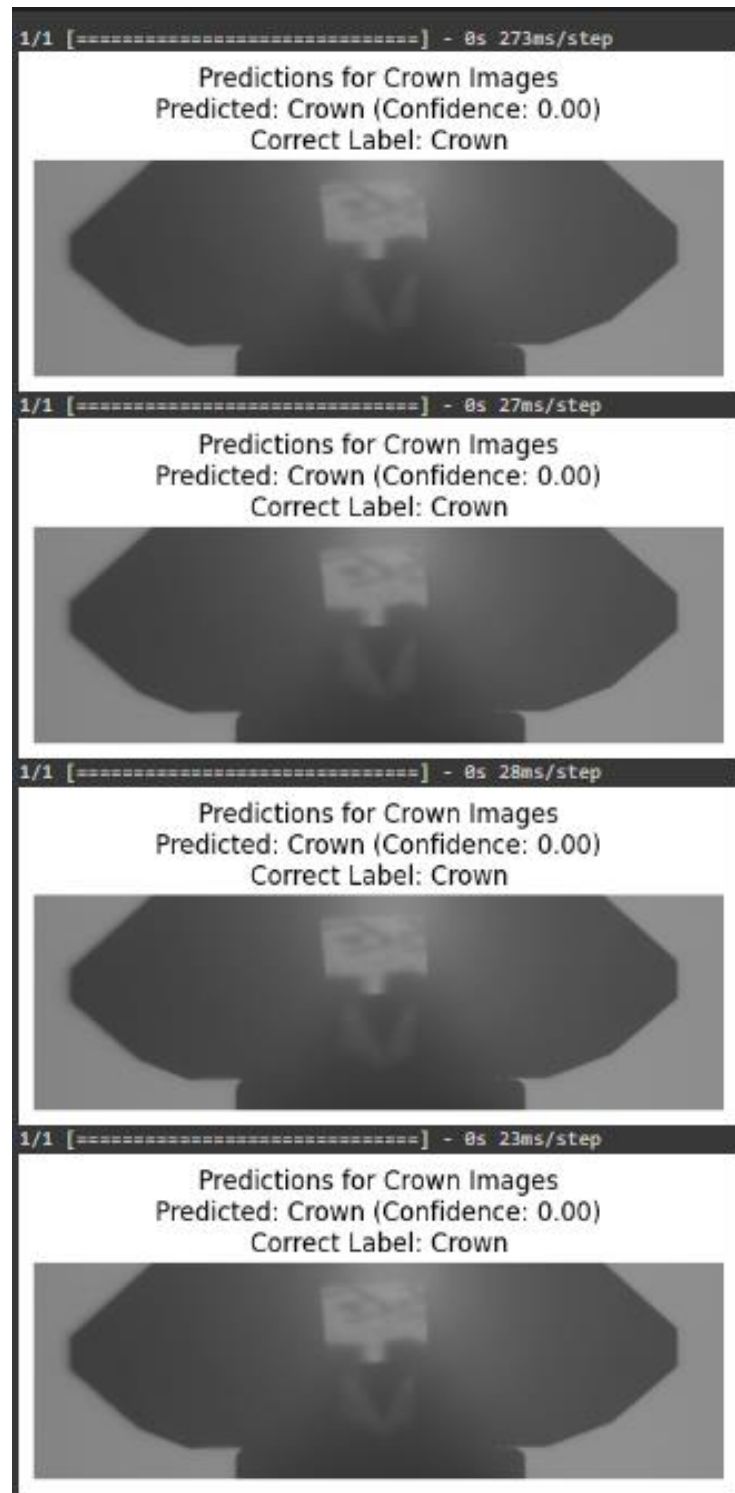 1/1 [==============================] - 0s 273ms/step
Predictions for Crown Images
Predicted: Crown (Confidence: 0.00)
Correct Label: Crown
1/1 [==============================] - 0s 27ms/step
Predictions for Crown Images
Predicted: Crown (Confidence: 0.00)
Correct Label: Crown
1/1 [==============================] - 0s 28ms/step
Predictions for Crown Images
Predicted: Crown (Confidence: 0.00)
Correct Label: Crown
1/1 [==============================] - 0s 23ms/step
Predictions for Crown Images
Predicted: Crown (Confidence: 0.00)
Correct Label: Crown